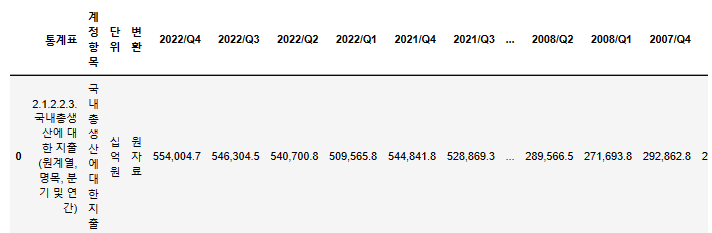 통계표 계정항목 단위 변환 2022/Q4 2022/Q3 2022/Q2 2022/Q1 2021/Q4 2021/Q3 ... 2008/Q2 2008/Q1 2007/Q4
0 2.1.2.2.3. 국내총생산에 대한 지출(원계열, 명목, 분기 및 연간) 국내총생산에대한지출 십억원 원자료 554,004.7 546,304.5 540,700.8 509,565.8 544,841.8 528,869.3 ... 289,566.5 271,693.8 292,862.8 2